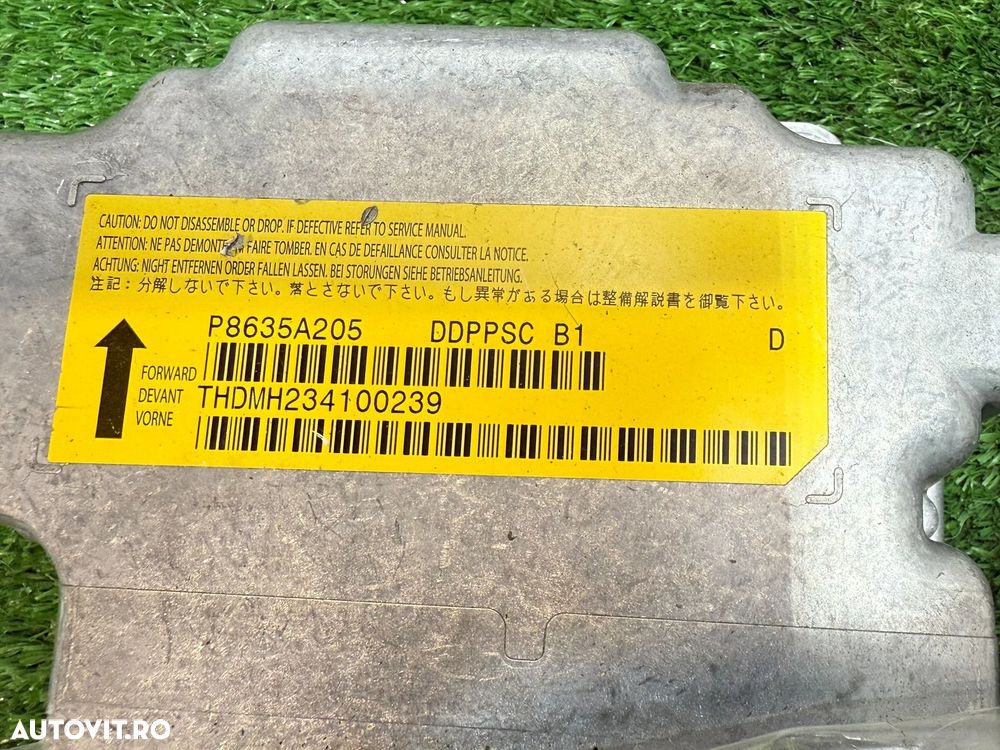 CAUTION: DO NOT DISASSEMBLE OR DROP. IF DEFECTIVE REFER TO SERVICE MANUAL.
ATTENTION: NE PAS FAIRE TOMBER. EN CAS DE DEFAILLANCE CONSULTER LA NOTICE.
ACHTUNG: NIGHT ENTFERNEN ORDER FALLEN LASSEN. BEI STORUNGEN SIEHE BETRIEBSANLEITUNG.
注記：分解しないで下さい。落とさないで下さい。もし異常がある場合は整備解説書を御覧下さい。
P8635A205 DDPPSC B1 D
FORWARD
DEVANT
VORNE
THDMH234100239
AUTOVIT.RO